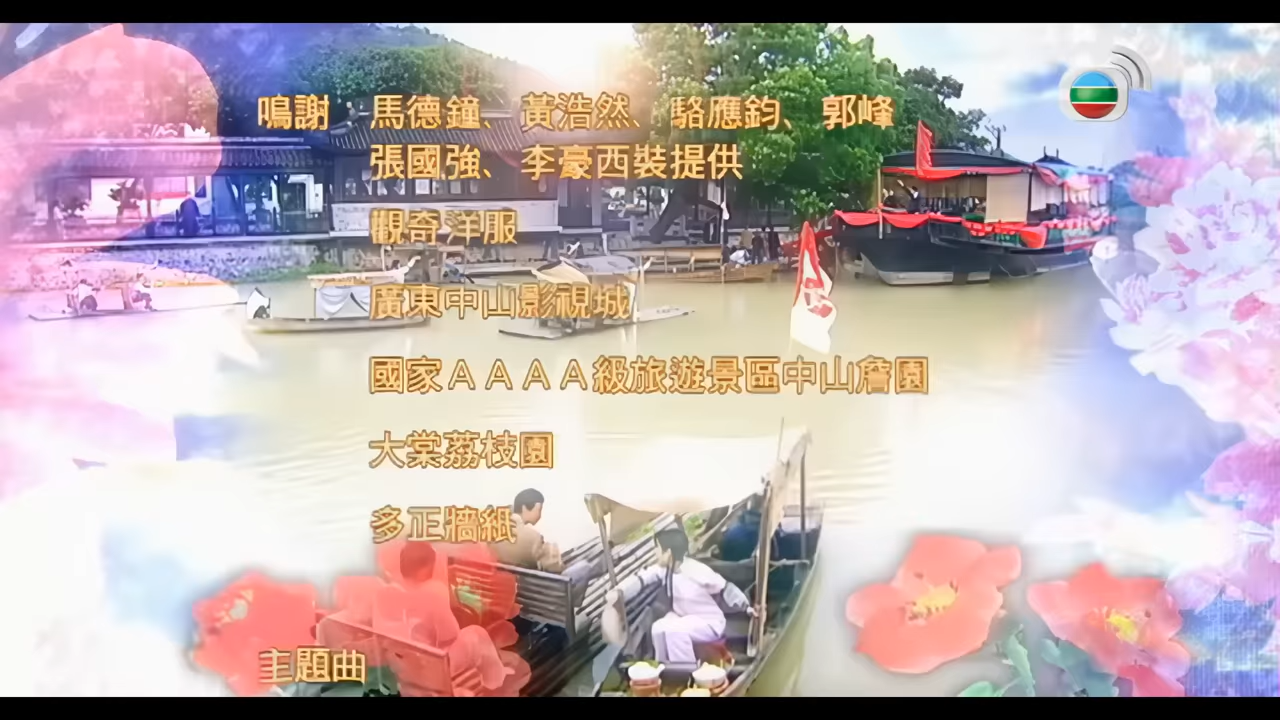 鳴謝 馬德鐘、黃浩然、駱應鈞、郭峰
張國強、李豪西裝提供
觀奇洋服
廣東中山影視城
國家AAAA級旅遊景區中山詹園
大棠荔枝園
多正牆紙
主題曲